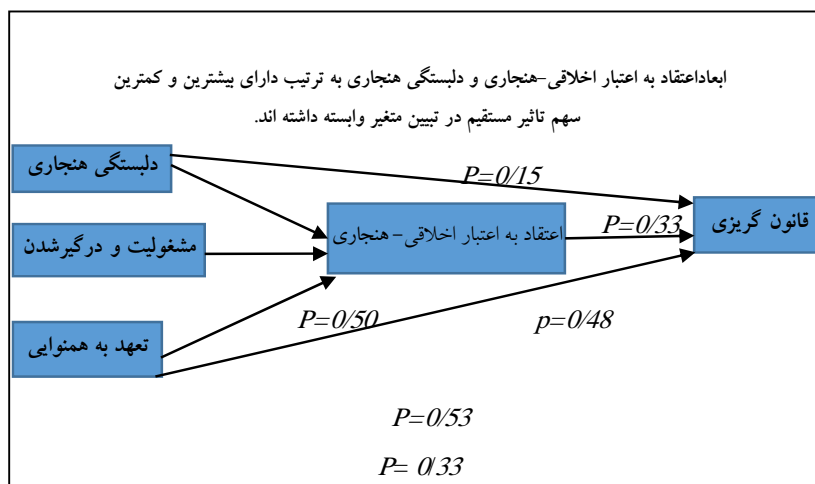 ابعاداعتقاد به اعتبار اخلاقی-هنجاری و دلبستگی هنجاری به ترتیب دارای بیشترین و کمترین
سهم تاثیر مستقیم در تبیین متغیر وابسته داشته اند.
دلبستگی هنجاری
P=0/15
قانون گریزی
P=0/33
اعتقاد به اعتبار اخلاقی- هنجاری
مشغولیت و درگیرشدن
P=0/50
p=0/48
تعهد به همنوایی
P=0/53
P= 0/33